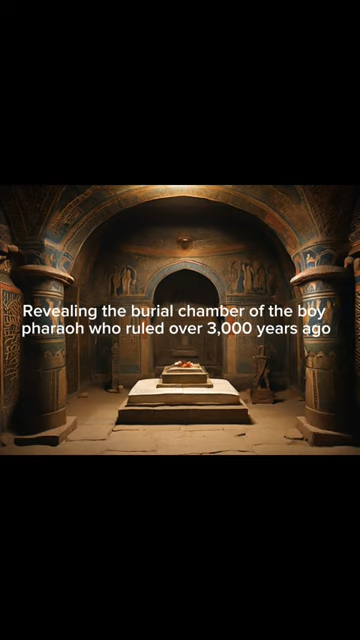 Revealing the burial chamber of the boy
pharaoh who ruled over 3,000 years ago